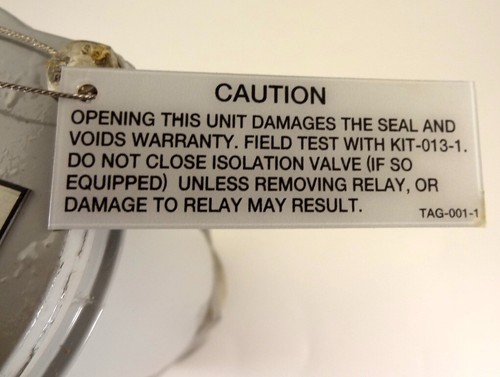 CAUTION
OPENING THIS UNIT DAMAGES THE SEAL AND
VOIDS WARRANTY. FIELD TEST WITH KIT-013-1.
DO NOT CLOSE ISOLATION VALVE (IF SO
EQUIPPED) UNLESS REMOVING RELAY, OR
DAMAGE TO RELAY MAY RESULT.
TAG-001-1